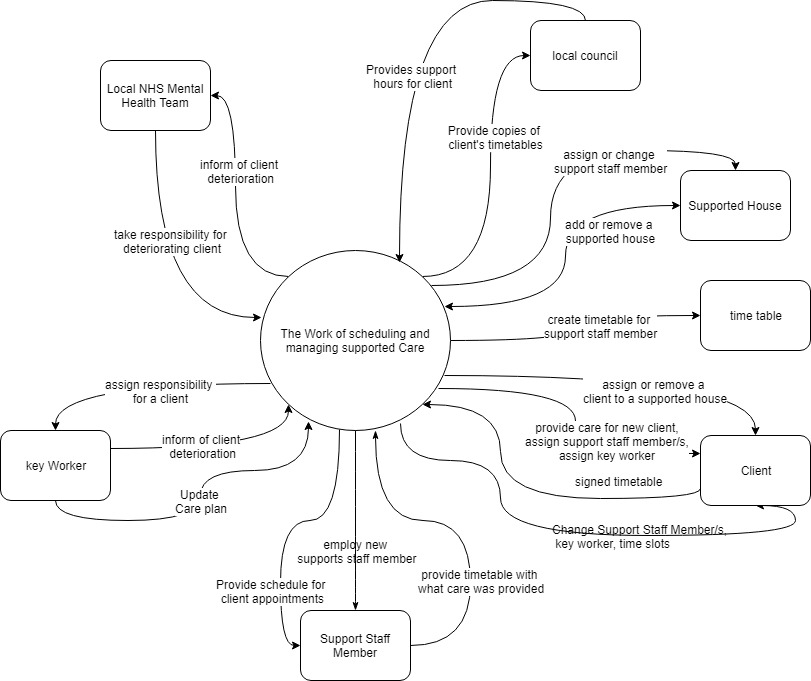 local council
Provides support
hours for client
Local NHS Mental
Health Team
Provide copies of
client's timetables
inform of client
deterioration
assign or change
support staff member
Supported House
add or remove a
supported house
take responsibility for
deteriorating client
The Work of scheduling and
managing supported Care
create timetable for
support staff member
time table
assign responsibility
for a client
assign or remove a
client to a supported house
key Worker
inform of client
deterioration
provide care for new client,
assign support staff member/s,
assign key worker
Client
signed timetable
Update
Care plan
Change Support Staff Member/s,
key worker, time slots
employ new
supports staff member
Provide schedule for
client appointments
provide timetable with
what care was provided
Support Staff
Member